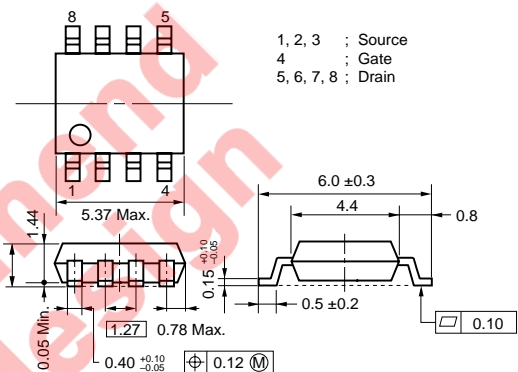 8 5
1, 2, 3 ; Source
4 ; Gate
5, 6, 7, 8 ; Drain
1 4
5.37 Max.
6.0 ±0.3
4.4
0.8
1.44
0.15 +0.10 −0.05
0.5 ±0.2
0.05 Min.
1.27 0.78 Max.
0.10
0.40 +0.10 −0.05
0.12 Ⓜ
mend
esign